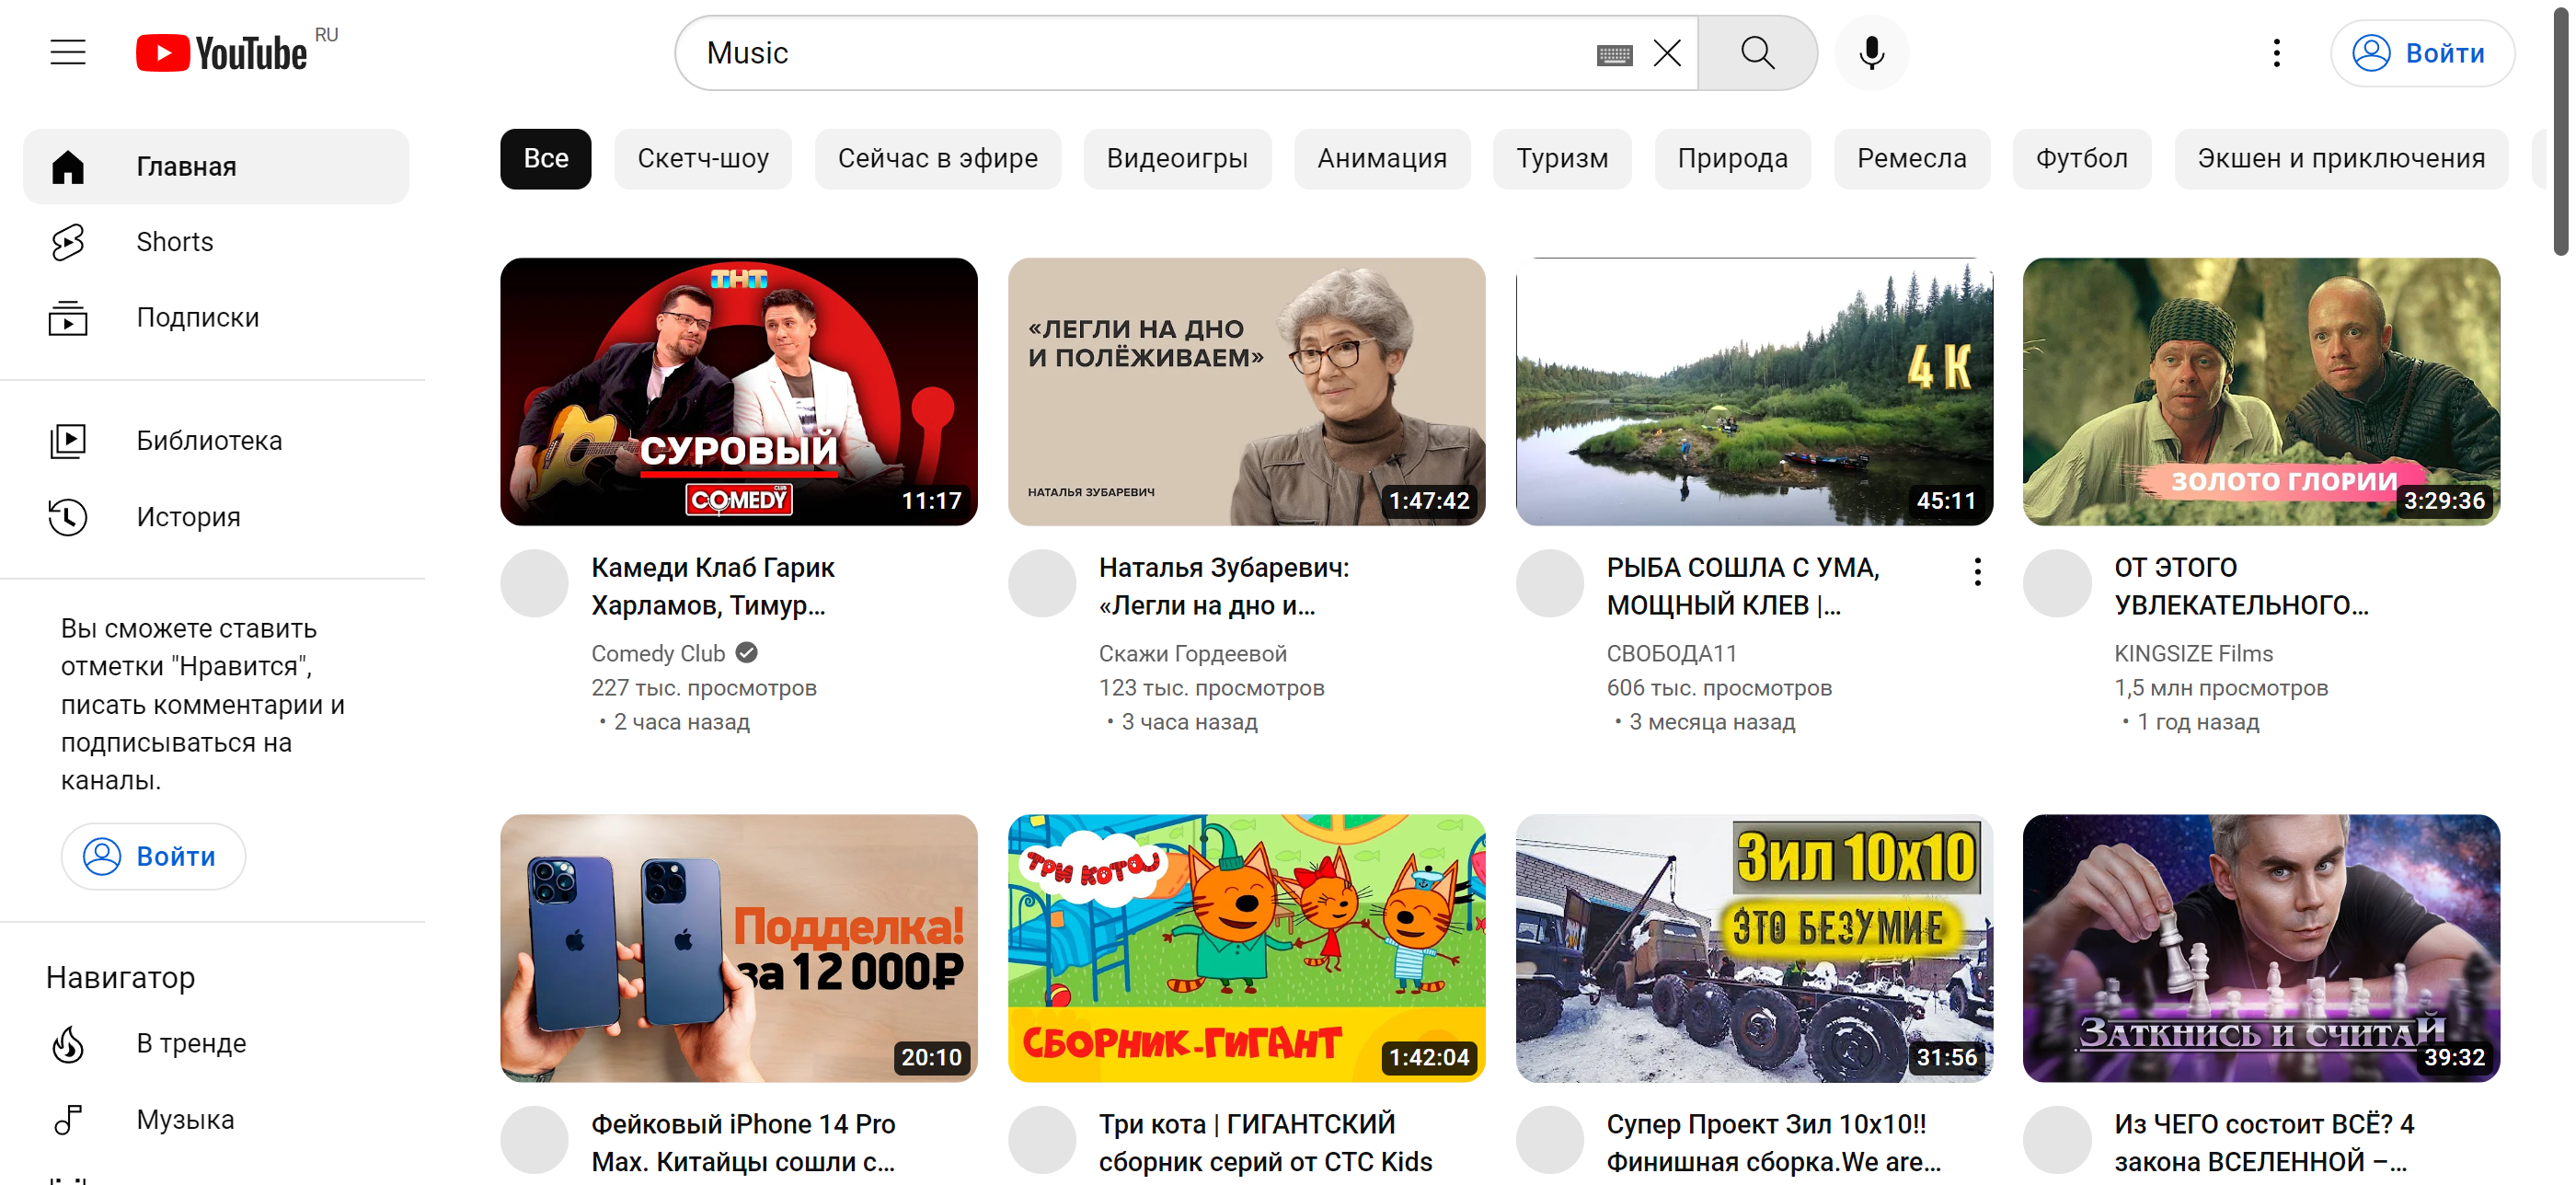 YouTube RU
Music
Войти
Главная
Shorts
Подписки
Библиотека
История
Вы сможете ставить
отметки "Нравится",
писать комментарии и
подписываться на
каналы.
Войти
Навигатор
В тренде
Музыка
Все Скетч-шоу Сейчас в эфире Видеоигры Анимация Туризм Природа Ремесла Футбол Экшен и приключения
ТНТ
СУРОВЫЙ
COMEDY CLUB
11:17
Камеди Клаб Гарик
Харламов, Тимур...
Comedy Club
227 тыс. просмотров
• 2 часа назад
«ЛЕГЛИ НА ДНО
И ПОЛЁЖИВАЕМ»
НАТАЛЬЯ ЗУБАРЕВИЧ
1:47:42
Наталья Зубаревич:
«Легли на дно и...
Скажи Гордеевой
123 тыс. просмотров
• 3 часа назад
4 К
45:11
РЫБА СОШЛА С УМА,
МОЩНЫЙ КЛЕВ |...
СВОБОДА11
606 тыс. просмотров
• 3 месяца назад
ЗОЛОТО ГЛОРИИ
3:29:36
ОТ ЭТОГО
УВЛЕКАТЕЛЬНОГО...
KINGSIZE Films
1,5 млн просмотров
• 1 год назад
Подделка!
за 12 000₽
20:10
Фейковый iPhone 14 Pro
Max. Китайцы сошли с...
ТРИ КОТА
СБОРНИК-ГИГАНТ
1:42:04
Три кота | ГИГАНТСКИЙ
сборник серий от СТС Kids
Зил 10х10
ЭТО БЕЗУМИЕ
31:56
Супер Проект Зил 10х10!!
Финишная сборка.We are...
ЗАТКНИСЬ И СЧИТАЙ
39:32
Из ЧЕГО состоит ВСЁ? 4
закона ВСЕЛЕННОЙ –...